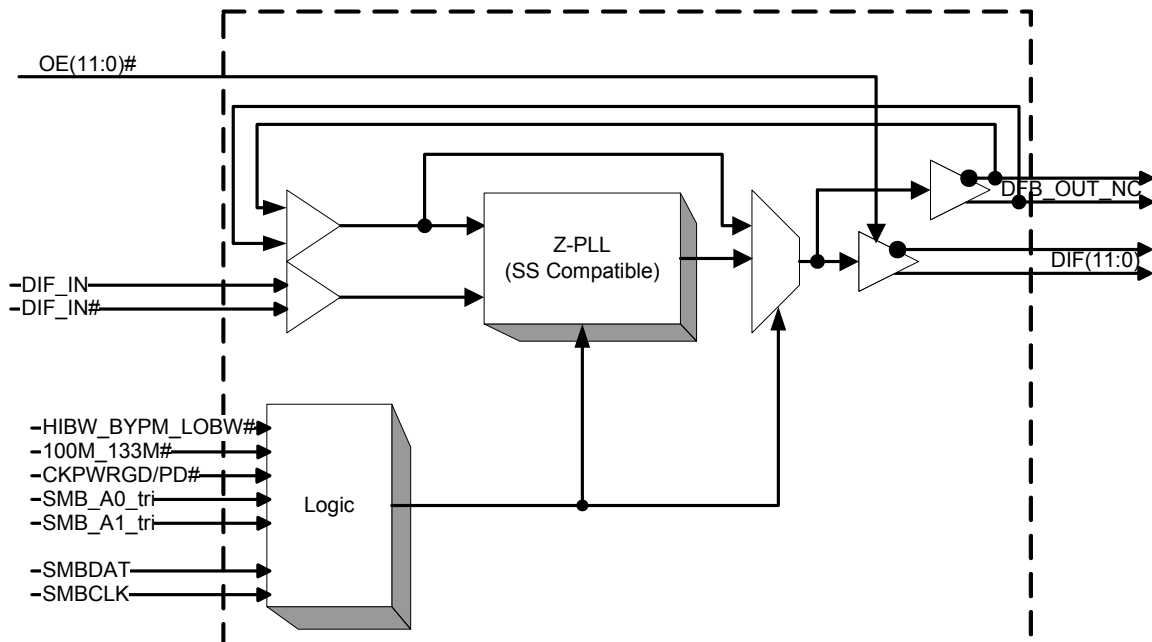 OE(11:0)#
DFB_OUT_NC
Z-PLL
(SS Compatible)
DIF(11:0)
DIF_IN
DIF_IN#
HIBW_BYPM_LOBW#
100M_133M#
CKPWRGD/PD#
SMB_A0_tri
SMB_A1_tri
Logic
SMBDAT
SMBCLK